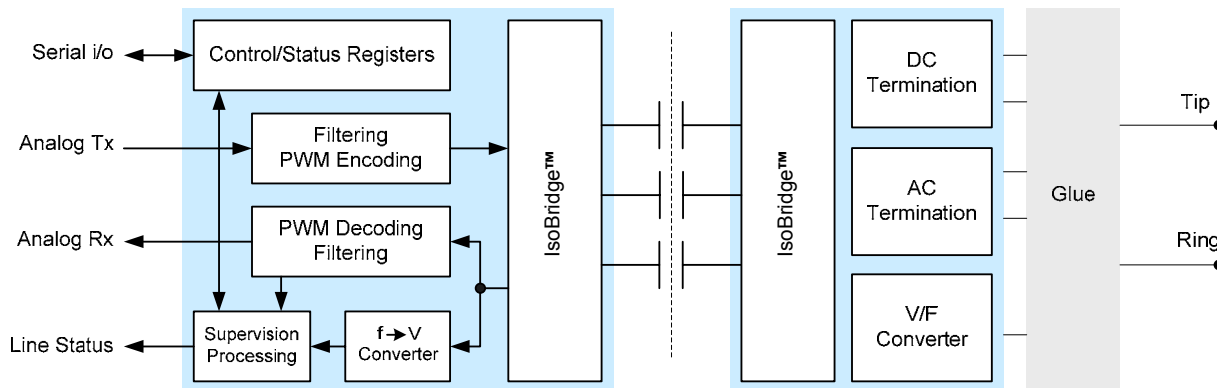 Serial i/o
Control/Status Registers
Analog Tx
Filtering
PWM Encoding
Analog Rx
PWM Decoding
Filtering
Line Status
Supervision
Processing
f→V
Converter
IsoBridge™
IsoBridge™
DC
Termination
AC
Termination
V/F
Converter
Glue
Tip
Ring